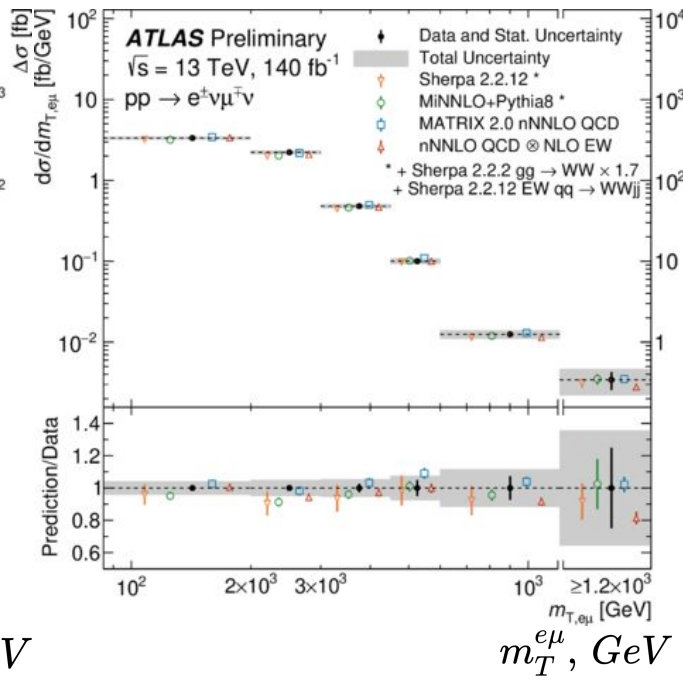 10²
10
1
10⁻¹
10⁻²
dσ/dm_T,eμ [fb/GeV]
Δσ [fb]
ATLAS Preliminary
√s = 13 TeV, 140 fb⁻¹
pp → e±νμ∓ν
Data and Stat. Uncertainty
Total Uncertainty
Sherpa 2.2.12 *
MiNNLO+Pythia8 *
MATRIX 2.0 nNNLO QCD
nNNLO QCD ⊗ NLO EW
* + Sherpa 2.2.2 gg → WW × 1.7
+ Sherpa 2.2.12 EW qq → WWjj
10⁴
10³
10²
10
1
Prediction/Data
1.4
1.2
1
0.8
0.6
10²
2×10³
3×10³
10³
≥1.2×10³
m_T,eμ [GeV]
V
m_T^eμ, GeV